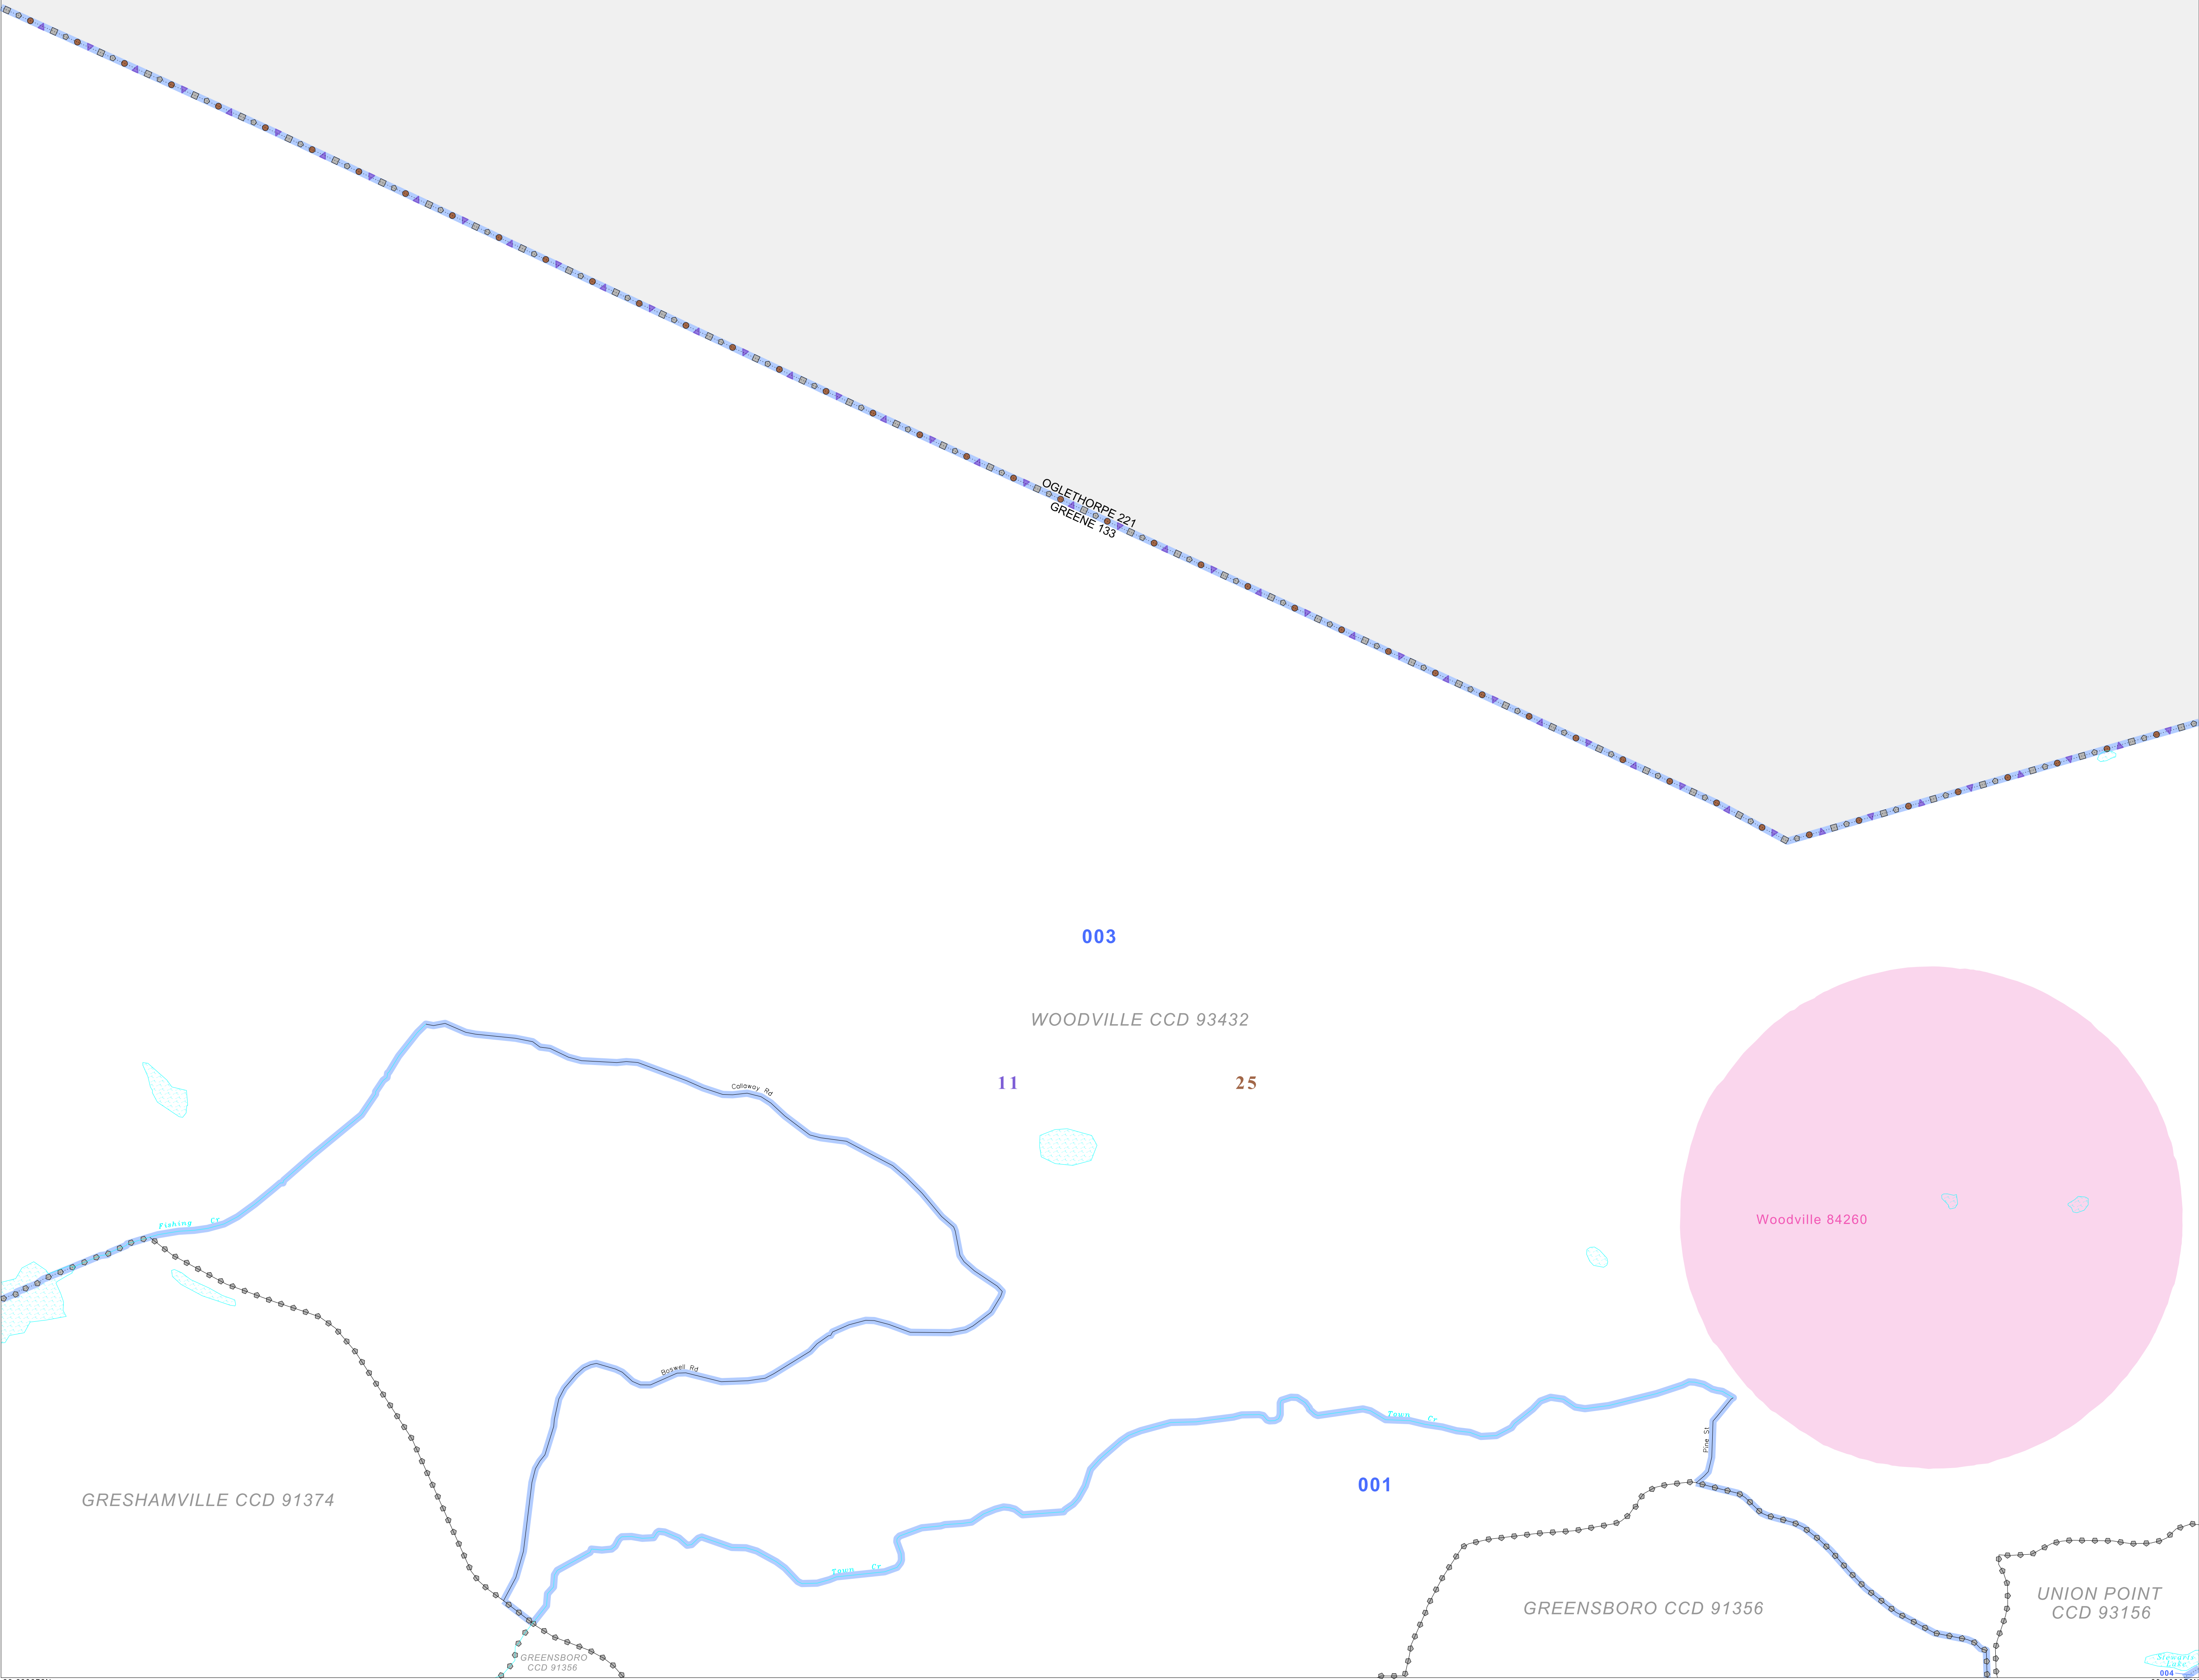 OGLETHORPE 221
GREENE 133
003
WOODVILLE CCD 93432
11
25
Callaway Rd
Woodville 84260
Fishing Cr
Boswell Rd
Town Cr
Pine St
001
GRESHAMVILLE CCD 91374
Town Cr
GREENSBORO CCD 91356
UNION POINT
CCD 93156
GREENSBORO
CCD 91356
Stewarts
Lake
004